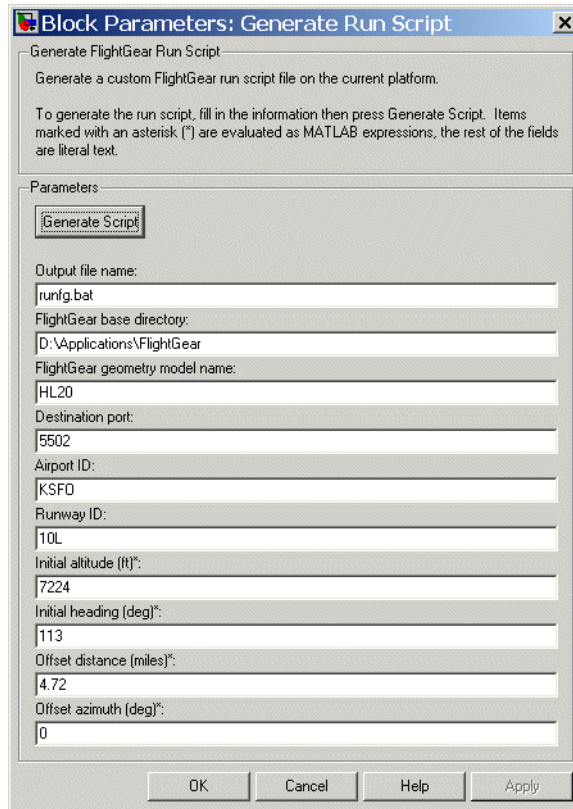 Block Parameters: Generate Run Script
Generate FlightGear Run Script
Generate a custom FlightGear run script file on the current platform.
To generate the run script, fill in the information then press Generate Script. Items
marked with an asterisk (*) are evaluated as MATLAB expressions, the rest of the fields
are literal text.
Parameters
Generate Script
Output file name:
runfg.bat
FlightGear base directory:
D:\Applications\FlightGear
FlightGear geometry model name:
HL20
Destination port:
5502
Airport ID:
KSFO
Runway ID:
10L
Initial altitude (ft)*:
7224
Initial heading (deg)*:
113
Offset distance (miles)*:
4.72
Offset azimuth (deg)*:
0
OK Cancel Help Apply